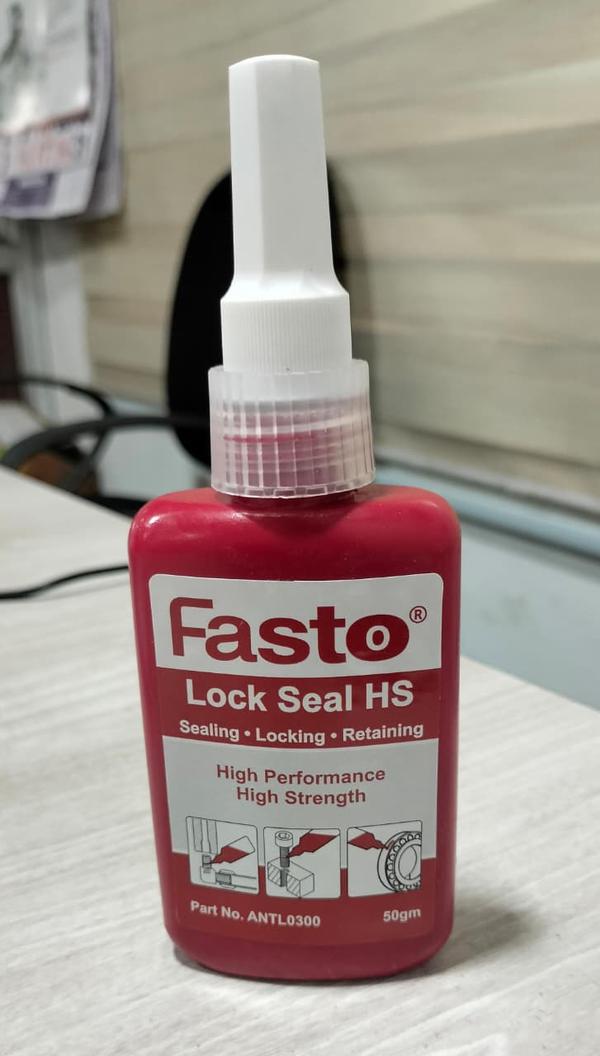 Fasto®
Lock Seal HS
Sealing • Locking • Retaining
High Performance
High Strength
Part No. ANTL0300 50gm